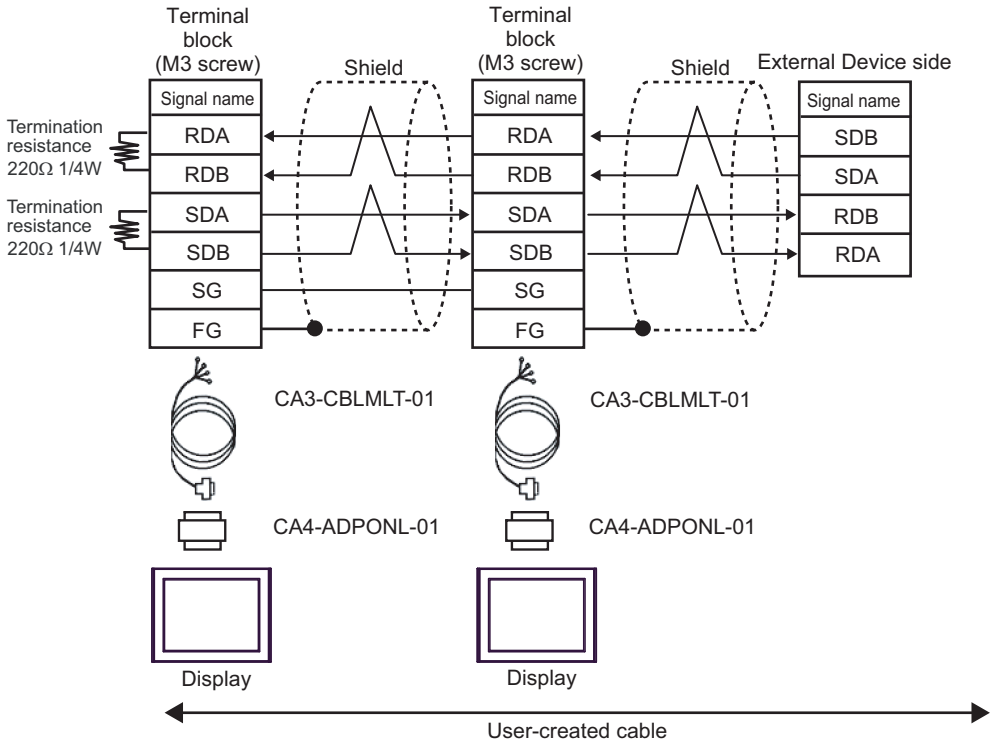 Terminal
block
(M3 screw)
Terminal
block
(M3 screw)
Shield
Shield
External Device side
Signal name
Signal name
Signal name
Termination
resistance
220Ω 1/4W
Termination
resistance
220Ω 1/4W
RDA
RDB
SDA
SDB
SG
FG
RDA
RDB
SDA
SDB
SG
FG
SDB
SDA
RDB
RDA
CA3-CBLMLT-01
CA3-CBLMLT-01
CA4-ADPONL-01
CA4-ADPONL-01
Display
Display
User-created cable